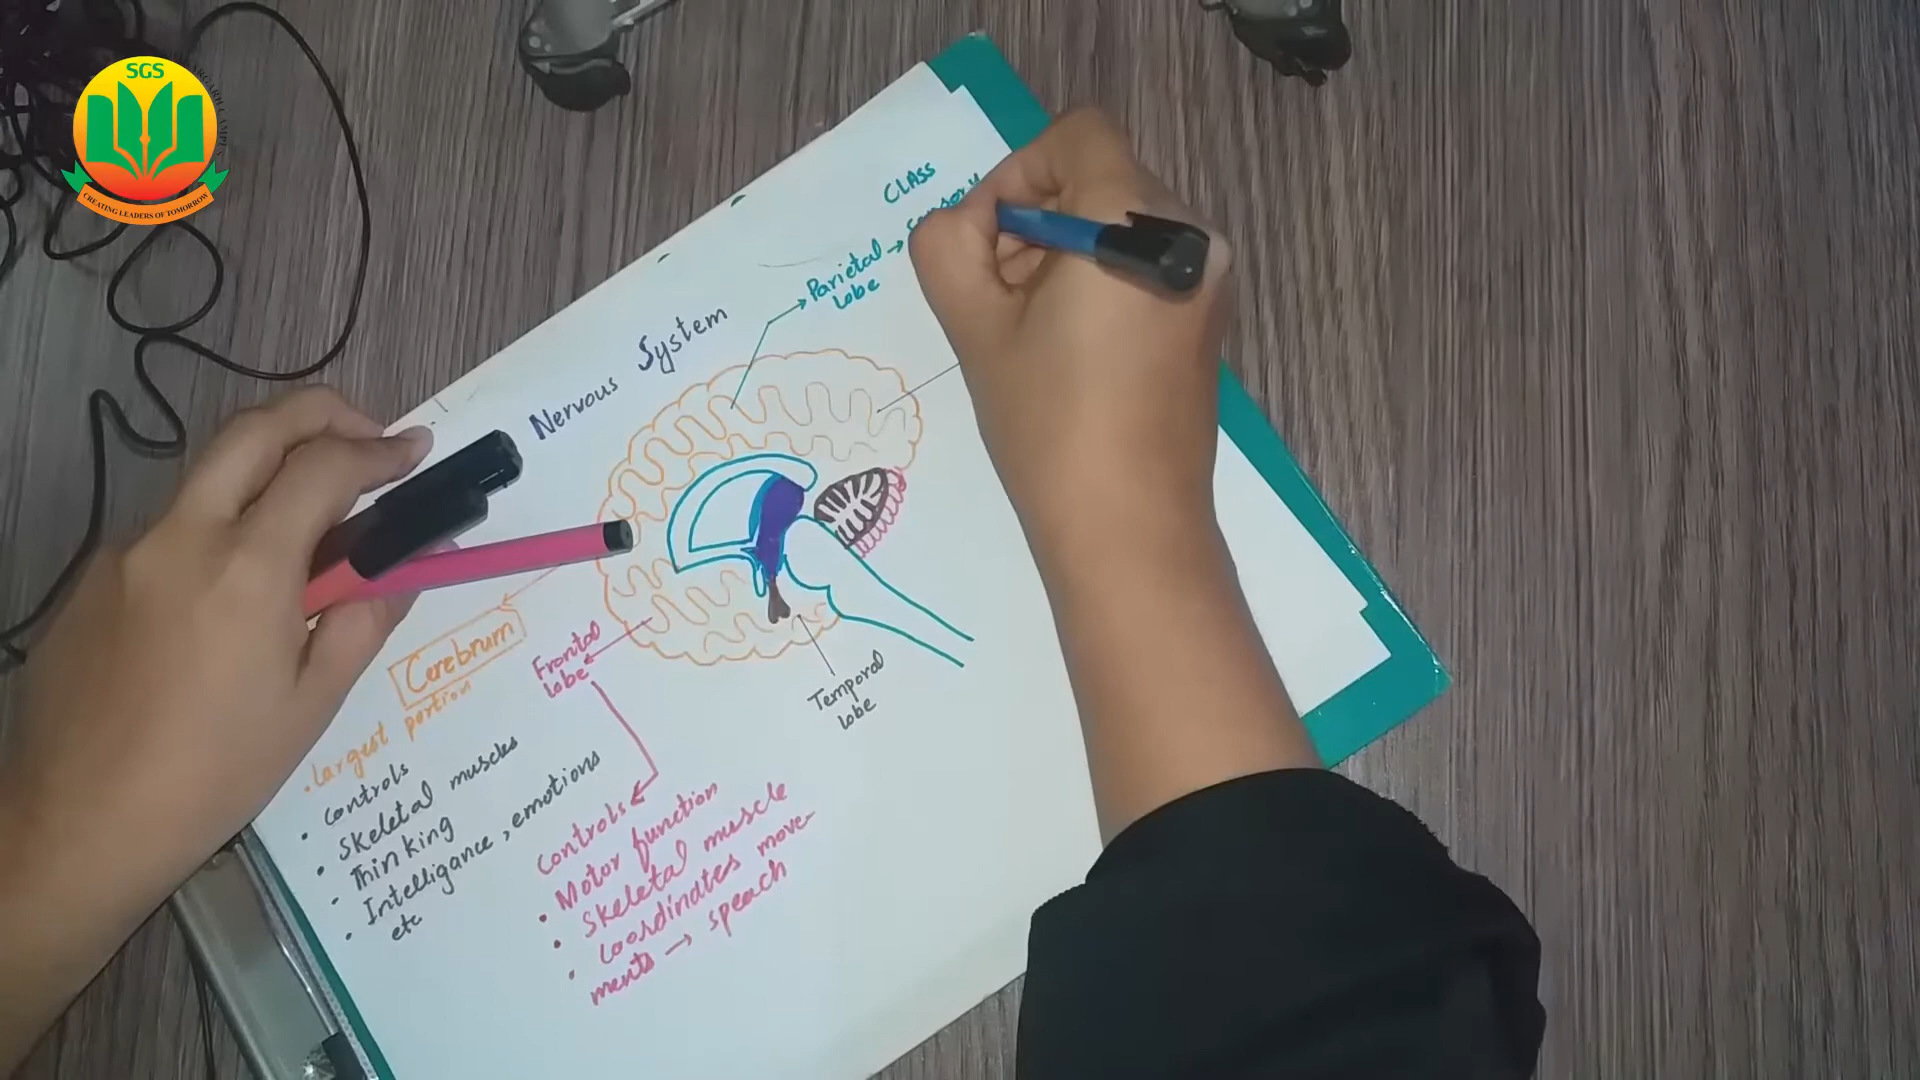 SGS
CREATING LEADERS OF TOMORROW
CLASS
Nervous System
Parietal → sensory
lobe
Cerebrum
largest portion
• controls
• Skeletal muscles
• Thinking
• Intelligance, emotions
etc
Frontal
lobe
Controls
• Motor function
• Skeletal muscle
• Coordinates move-
ments → speach
Temporal
lobe